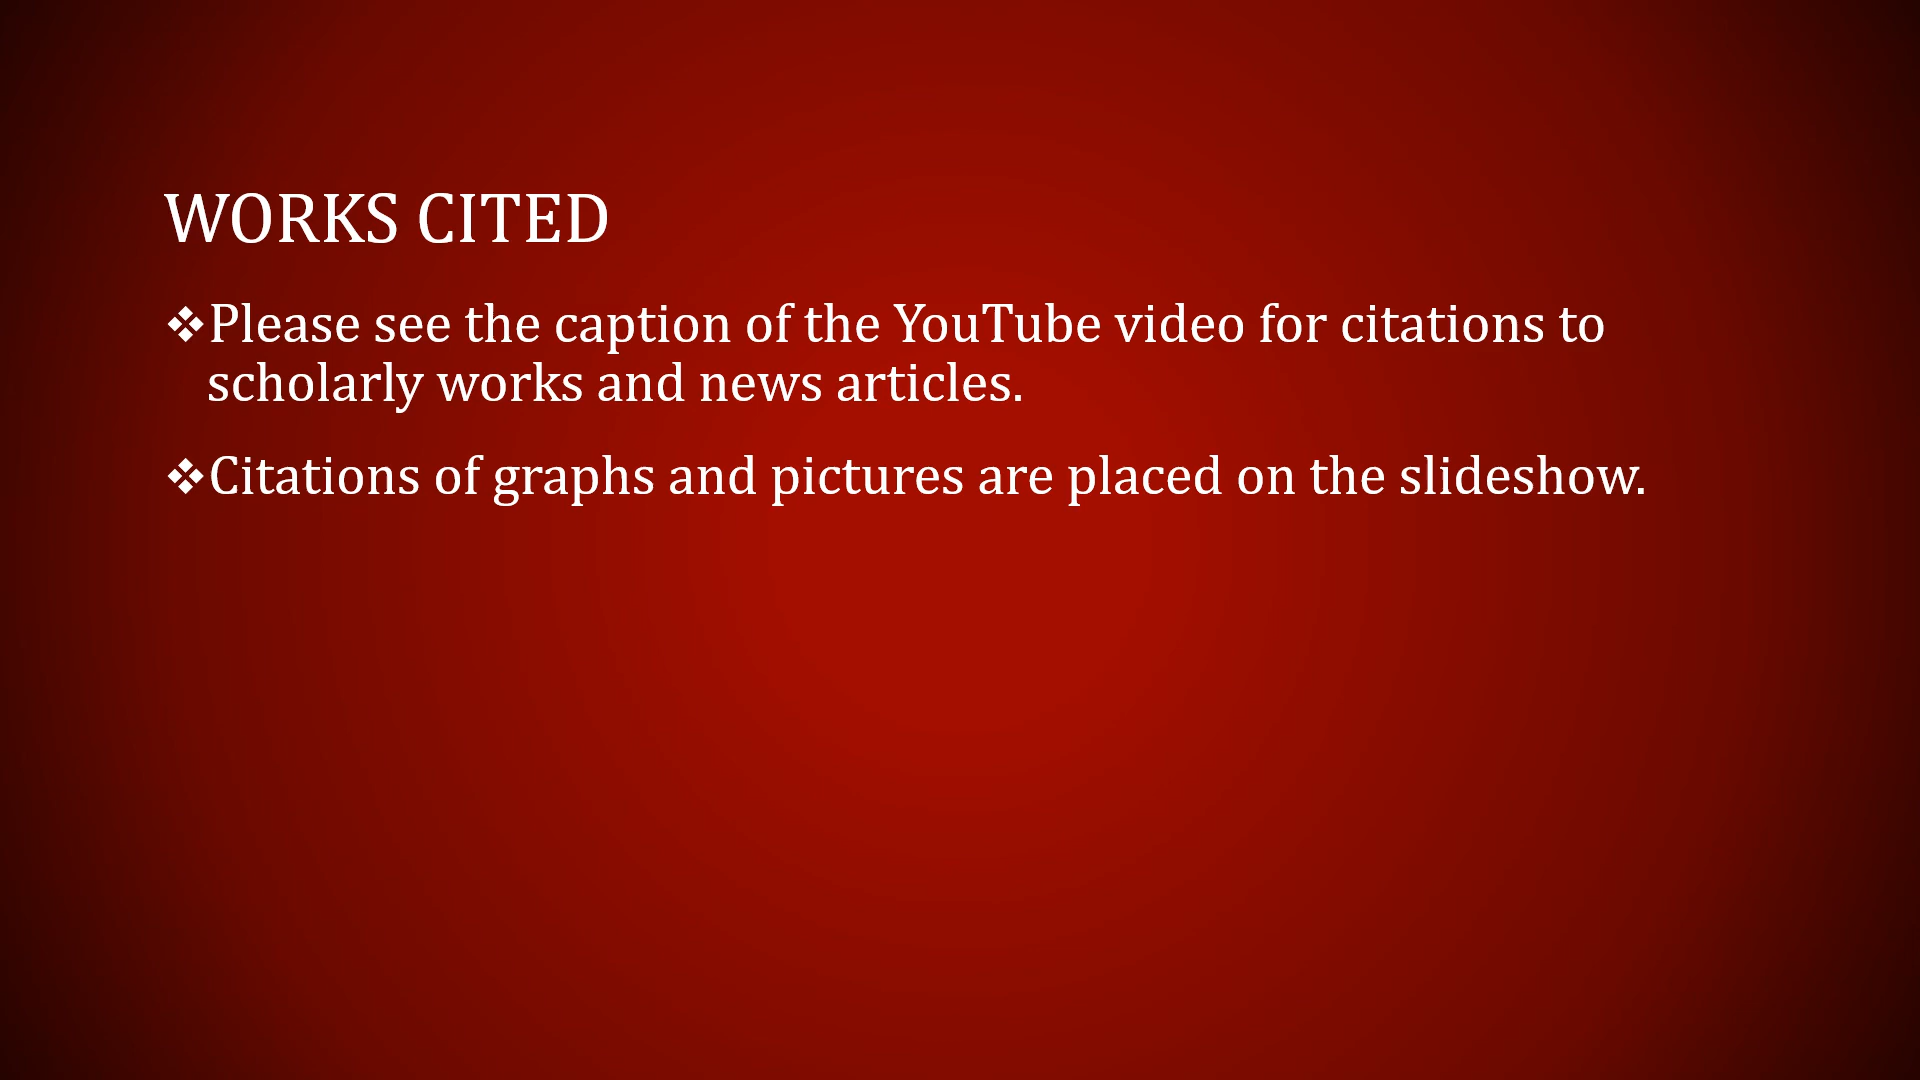 WORKS CITED
❖Please see the caption of the YouTube video for citations to
scholarly works and news articles.
❖Citations of graphs and pictures are placed on the slideshow.